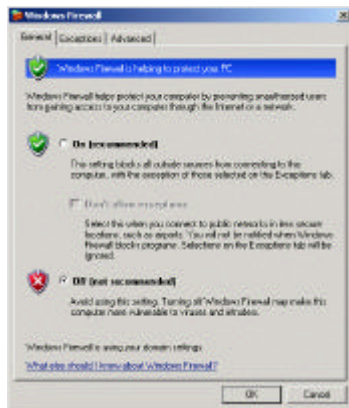 Windows Firewall
General Exceptions Advanced
Windows Firewall is helping to protect your PC
Windows Firewall helps protect your computer by preventing unauthorized users
from gaining access to your computer through the Internet or a network.
On (recommended)
This setting blocks all outside sources from connecting to this
computer, with the exception of those selected on the Exceptions tab.
Don't allow exceptions
Select this when you connect to public networks in less secure
locations, such as airports. You will not be notified when Windows
Firewall blocks programs. Selections on the Exceptions tab will be
ignored.
Off (not recommended)
Avoid using this setting. Turning off Windows Firewall may make this
computer more vulnerable to viruses and intruders.
Windows Firewall is using your domain settings.
What else should I know about Windows Firewall?
OK Cancel